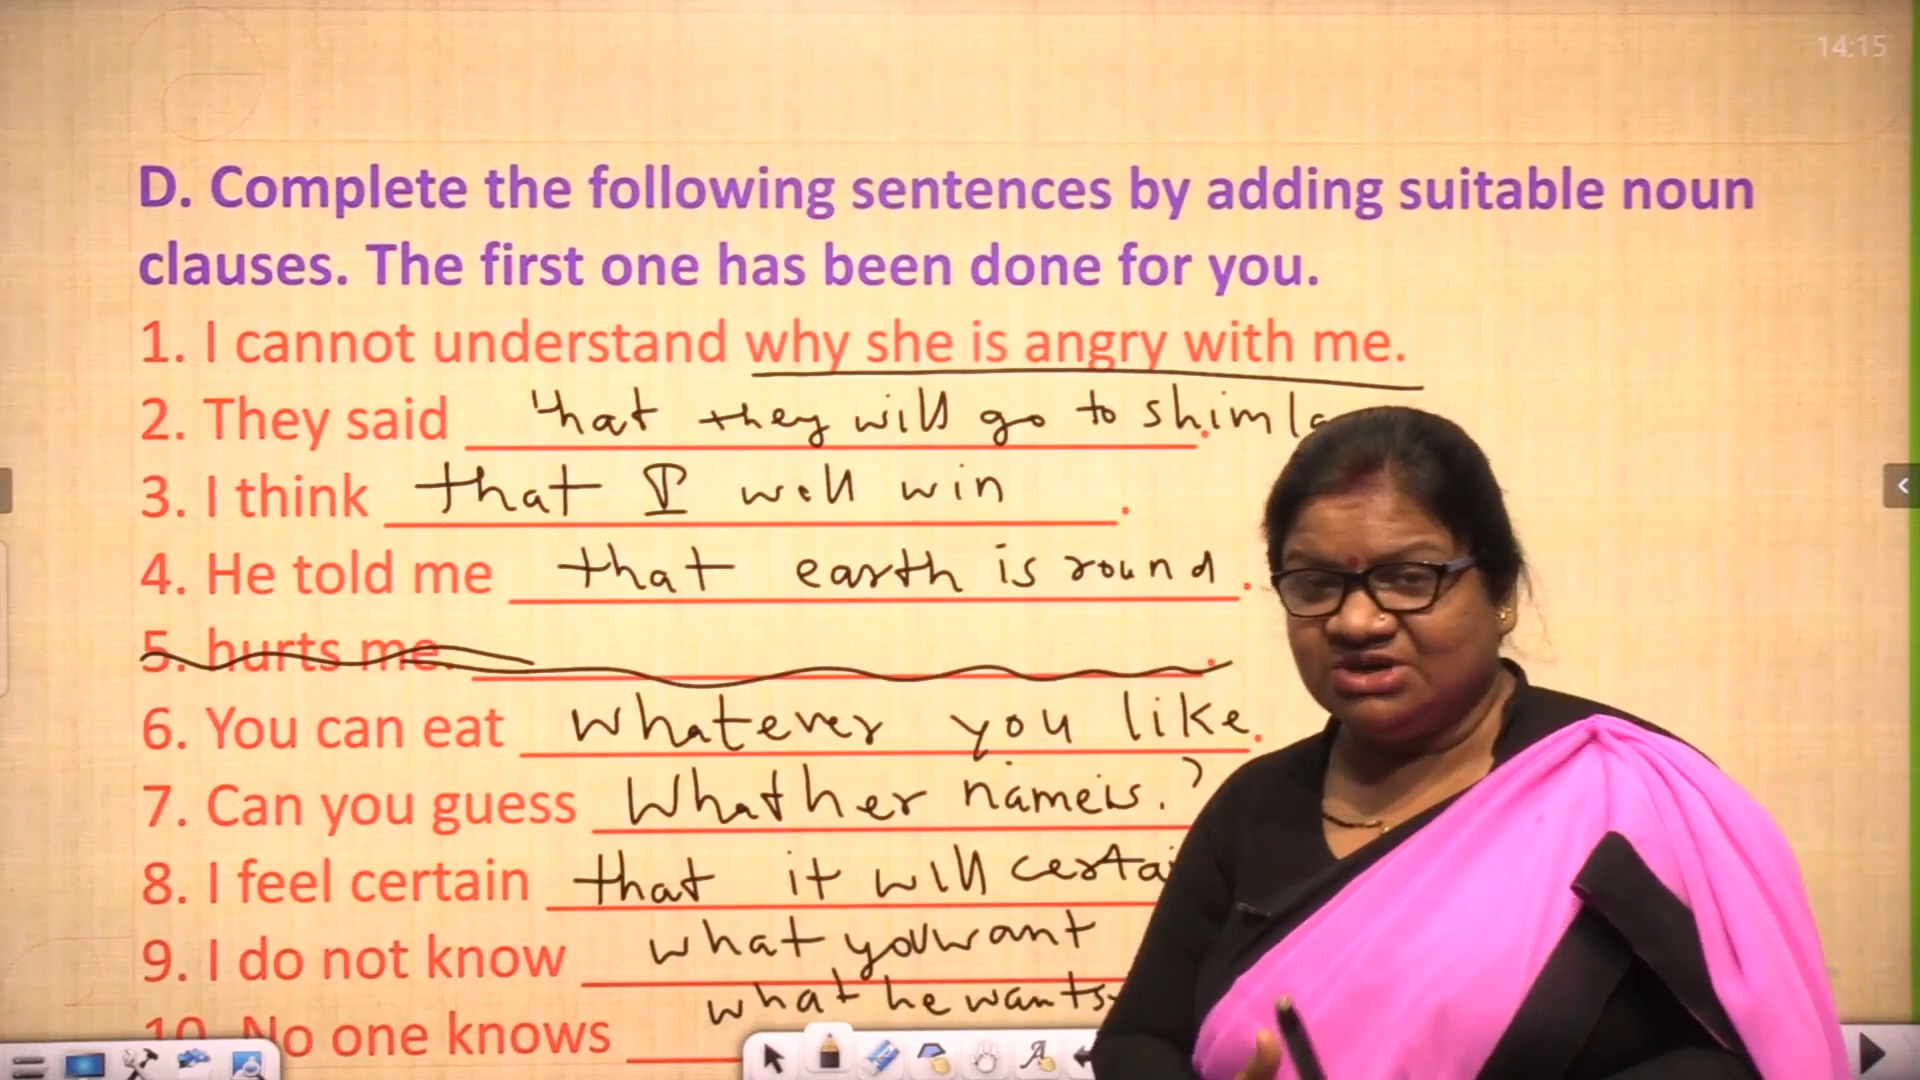 14:15
D. Complete the following sentences by adding suitable noun
clauses. The first one has been done for you.
1. I cannot understand why she is angry with me.
2. They said that they will go to shimla.
3. I think that I will win.
4. He told me that earth is round.
5. hurts me.
6. You can eat whatever you like.
7. Can you guess What her name is.?
8. I feel certain that it will
9. I do not know what you want
10. No one knows what he wants.